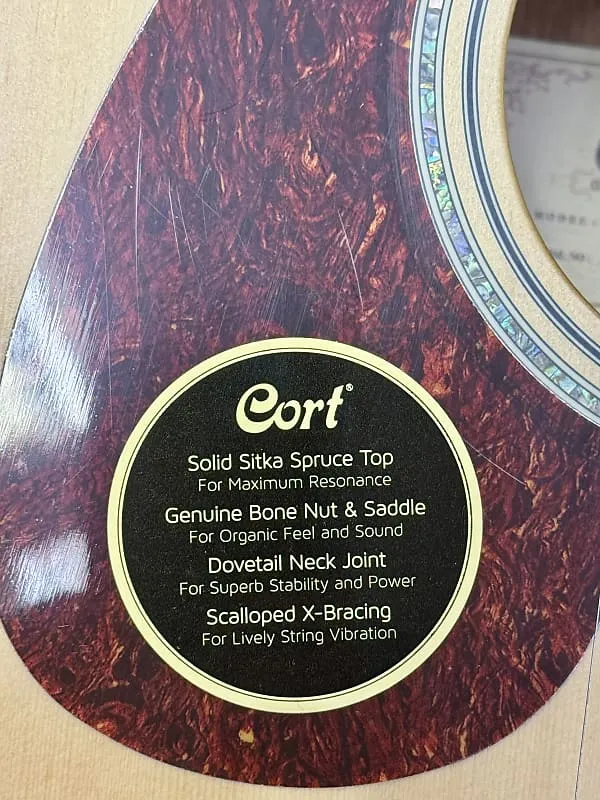 Cort®
Solid Sitka Spruce Top
For Maximum Resonance
Genuine Bone Nut & Saddle
For Organic Feel and Sound
Dovetail Neck Joint
For Superb Stability and Power
Scalloped X-Bracing
For Lively String Vibration
MODEL